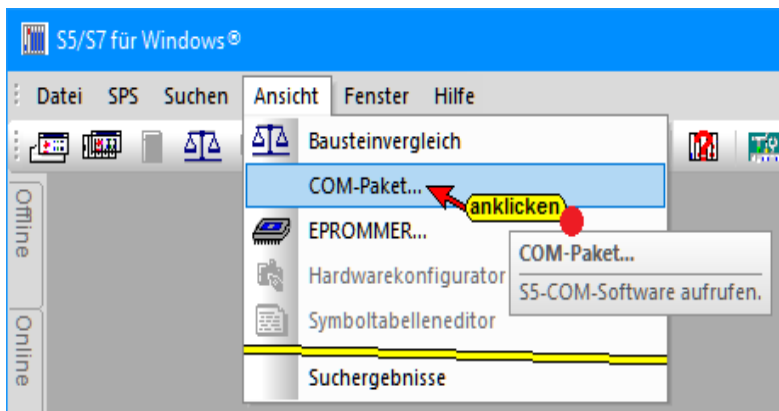 S5/S7 für Windows®
Datei SPS Suchen Ansicht Fenster Hilfe
Bausteinvergleich
COM-Paket...
anklicken
EPROMMER...
COM-Paket...
Hardwarekonfigurator
S5-COM-Software aufrufen.
Symboltabelleneditor
Suchergebnisse
Offline
Online